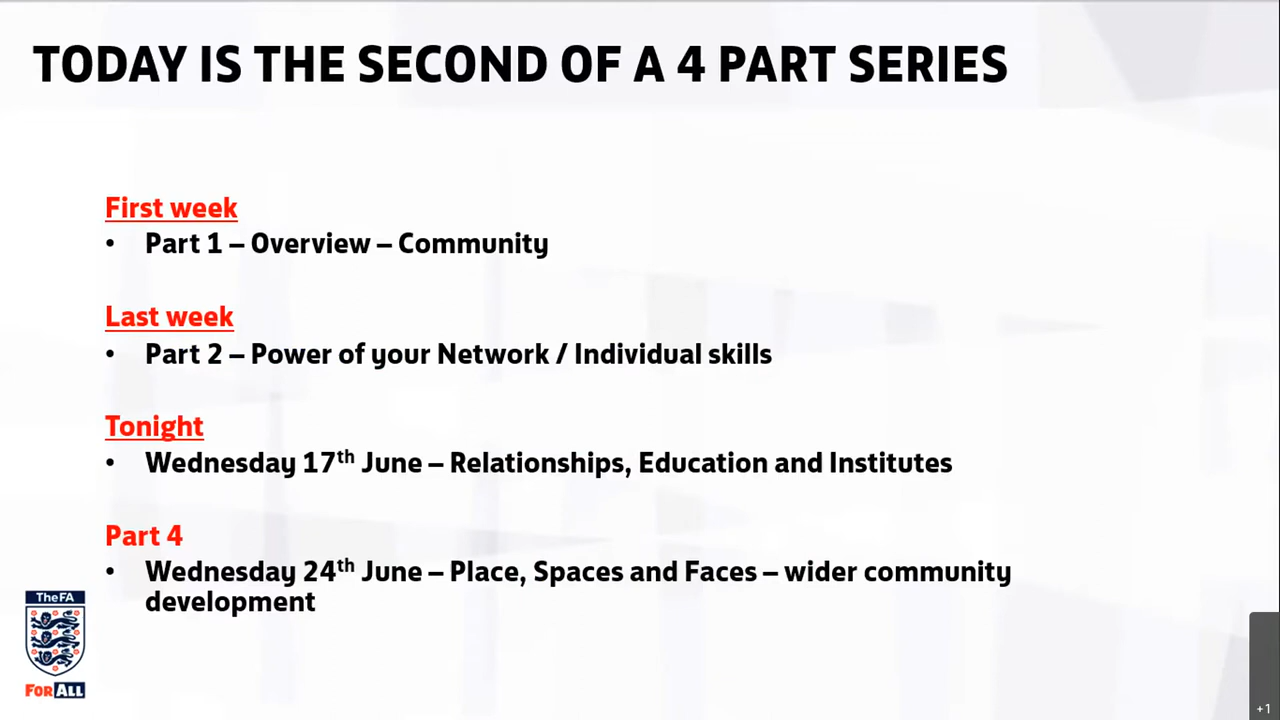 TODAY IS THE SECOND OF A 4 PART SERIES
First week
• Part 1 – Overview – Community
Last week
• Part 2 – Power of your Network / Individual skills
Tonight
• Wednesday 17th June – Relationships, Education and Institutes
Part 4
• Wednesday 24th June – Place, Spaces and Faces – wider community
development
The FA
FOR ALL
+1